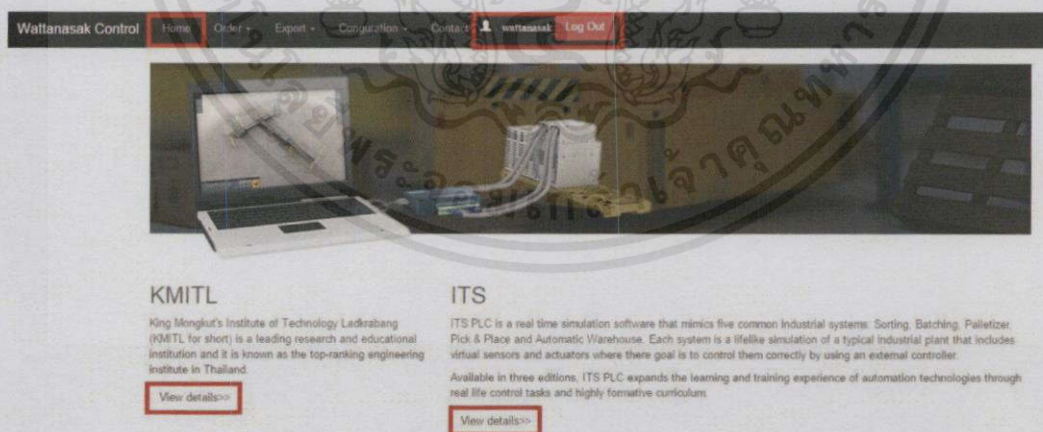 Wattanasak Control Home Order Export Conguration Contact wattanasak Log Out
KMITL
King Mongkut's Institute of Technology Ladkrabang
(KMITL for short) is a leading research and educational
institution and it is known as the top-ranking engineering
institute in Thailand.
View details>>
ITS
ITS PLC is a real time simulation software that mimics five common industrial systems: Sorting, Batching, Palletizer,
Pick & Place and Automatic Warehouse. Each system is a lifelike simulation of a typical industrial plant that includes
virtual sensors and actuators where there goal is to control them correctly by using an external controller.
Available in three editions, ITS PLC expands the learning and training experience of automation technologies through
real life control tasks and highly formative curriculum
View details>>